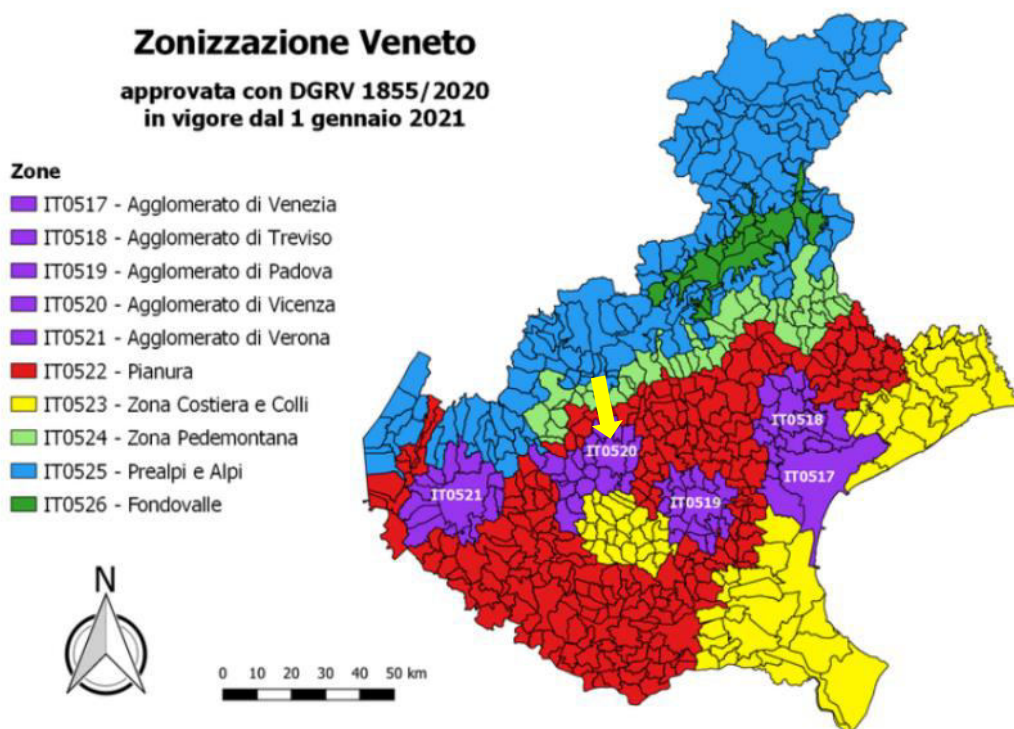 Zonizzazione Veneto
approvata con DGRV 1855/2020
in vigore dal 1 gennaio 2021
Zone
IT0517 - Agglomerato di Venezia
IT0518 - Agglomerato di Treviso
IT0519 - Agglomerato di Padova
IT0520 - Agglomerato di Vicenza
IT0521 - Agglomerato di Verona
IT0522 - Pianura
IT0523 - Zona Costiera e Colli
IT0524 - Zona Pedemontana
IT0525 - Prealpi e Alpi
IT0526 - Fondovalle
IT0518
IT0520
IT0517
IT0521
IT0519
N
0 10 20 30 40 50 km